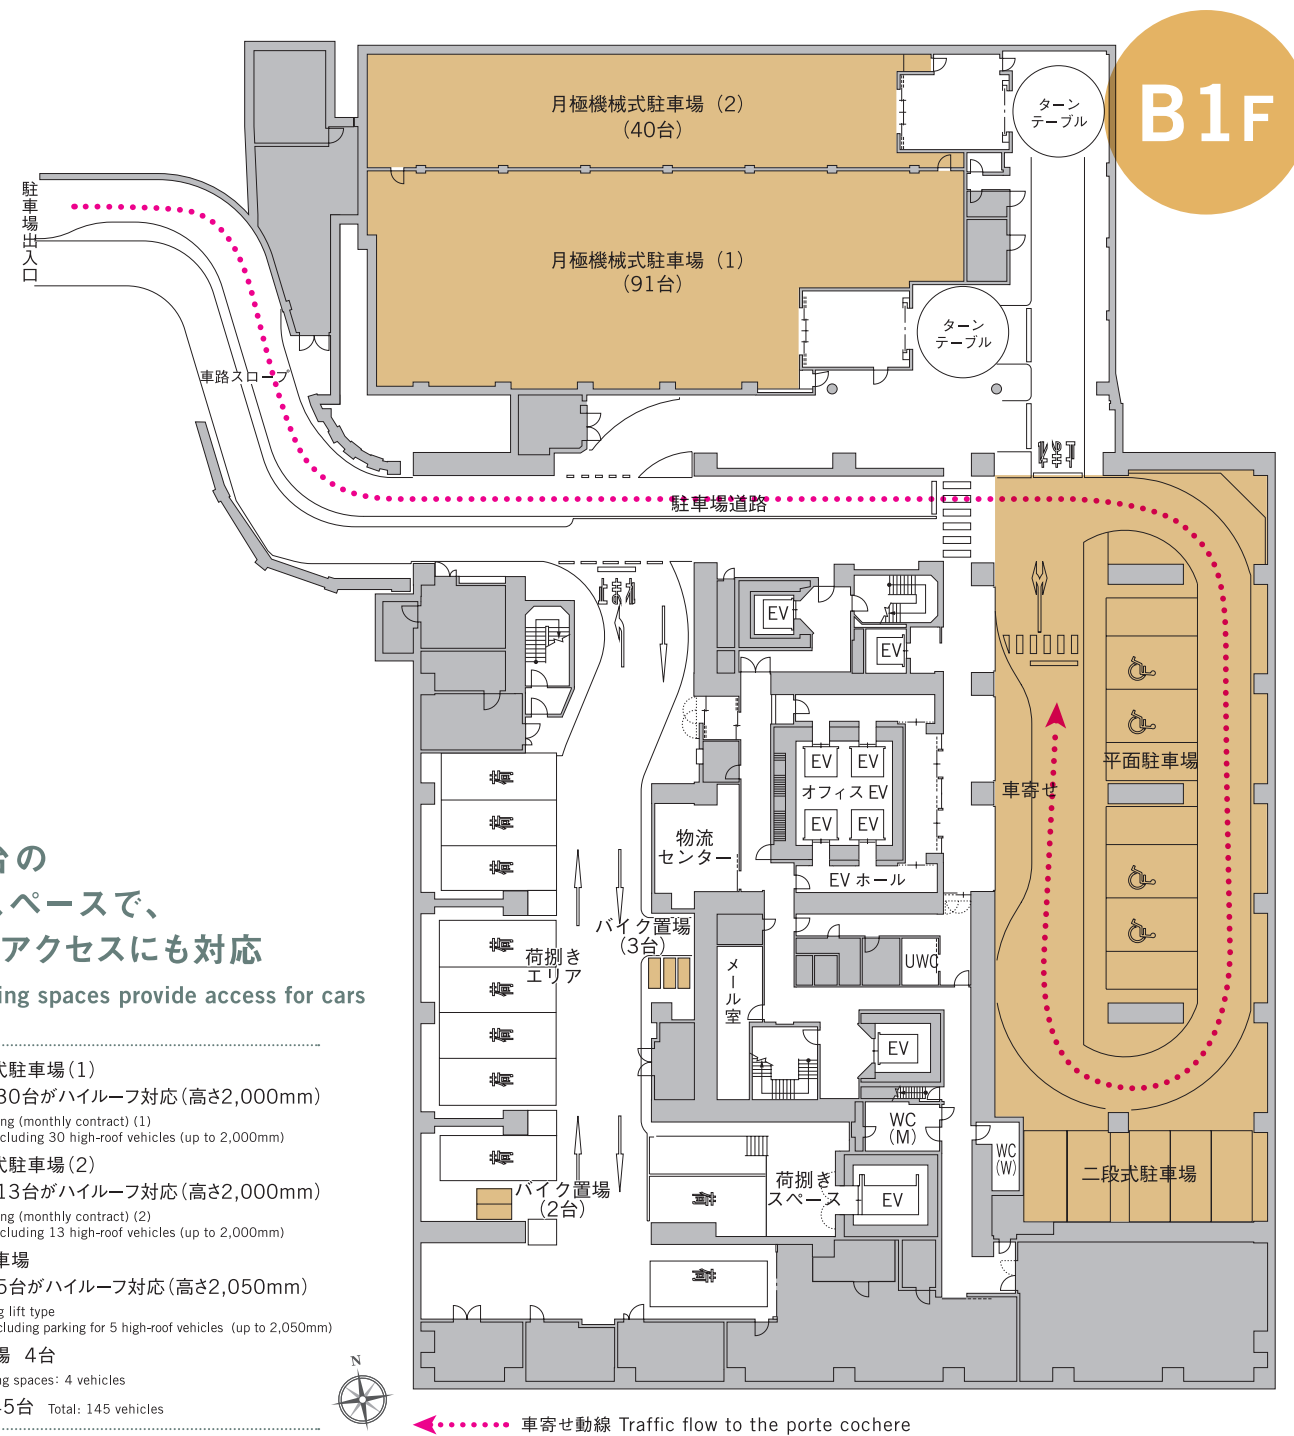 B1F
月極機械式駐車場（2）
（40台）
ターン
テーブル
駐車場出入口
月極機械式駐車場（1）
（91台）
ターン
テーブル
車路スロープ
駐車場道路
EV
EV
平面駐車場
車寄せ
EV
EV
オフィス EV
EV
EV
EV ホール
物流
センター
荷
荷
荷
バイク置場
（3台）
荷捌き
エリア
荷
荷
荷
荷
メール室
UWC
EV
WC
(M)
WC
(W)
荷
荷捌き
スペース
EV
二段式駐車場
荷
バイク置場
（2台）
荷
台の
スペースで、
アクセスにも対応
ing spaces provide access for cars
式駐車場(1)
30台がハイルーフ対応(高さ2,000mm)
ng (monthly contract) (1)
cluding 30 high-roof vehicles (up to 2,000mm)
式駐車場(2)
13台がハイルーフ対応(高さ2,000mm)
ng (monthly contract) (2)
cluding 13 high-roof vehicles (up to 2,000mm)
車場
5台がハイルーフ対応(高さ2,050mm)
g lift type
cluding parking for 5 high-roof vehicles (up to 2,050mm)
場 4台
ng spaces: 4 vehicles
45台 Total: 145 vehicles
N
車寄せ動線 Traffic flow to the porte cochere